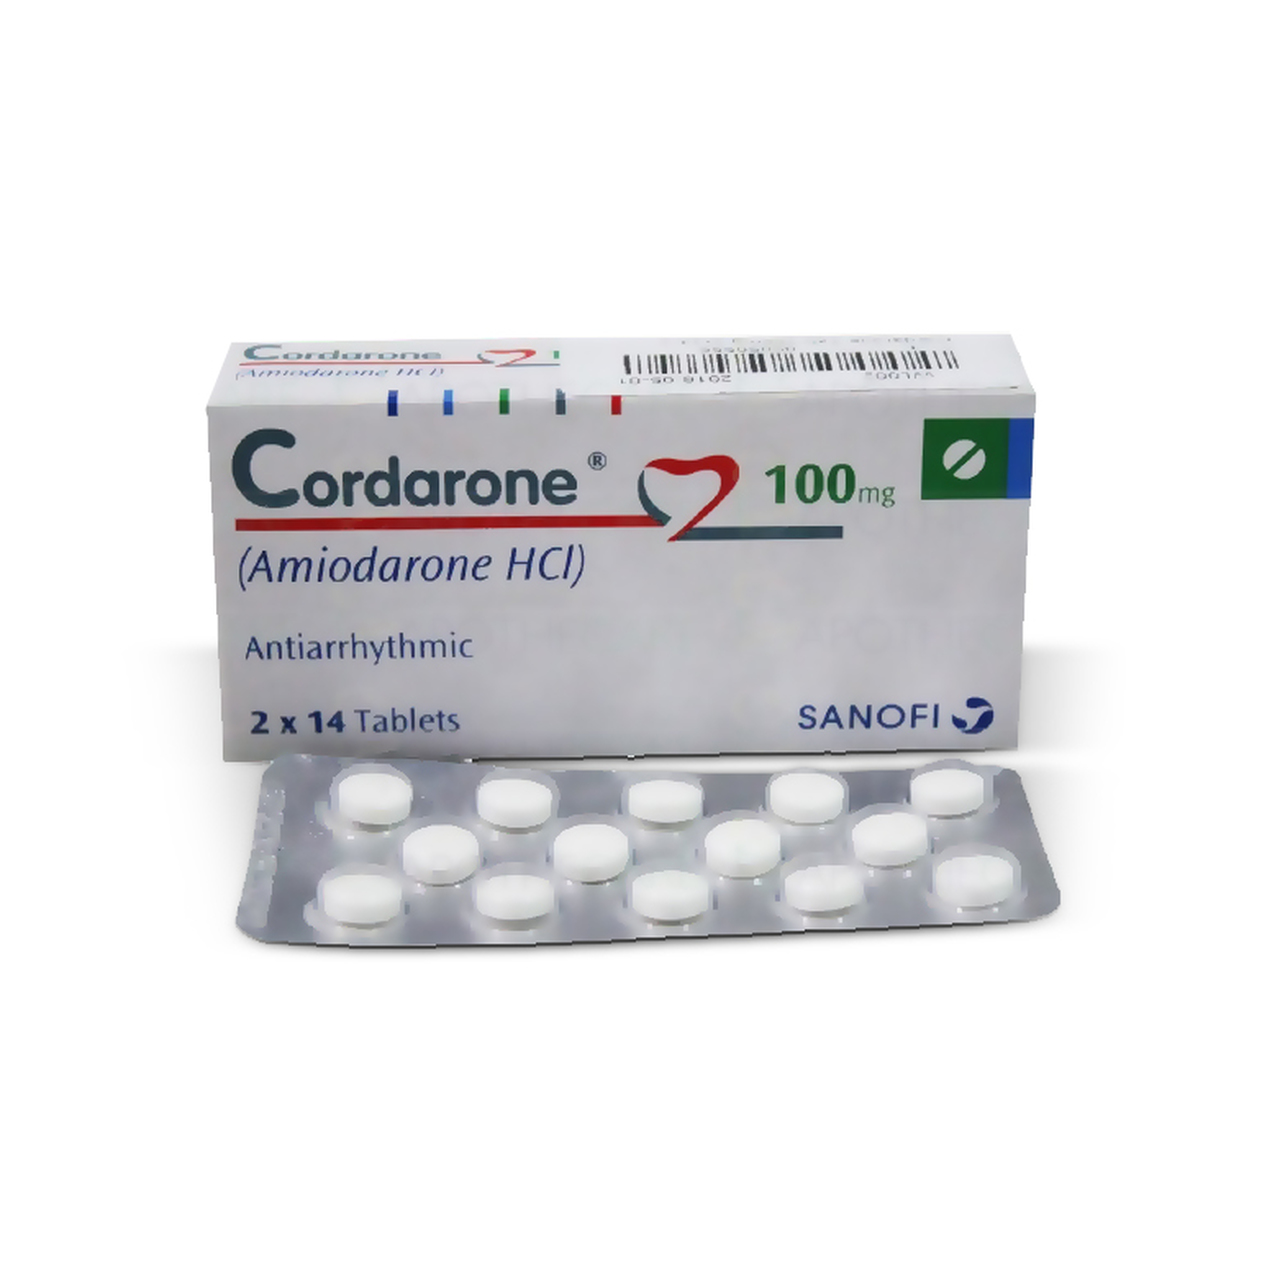 Cordarone
(Amiodarone HCl)
Cordarone®
100mg
(Amiodarone HCl)
Antiarrhythmic
2 x 14 Tablets
SANOFI